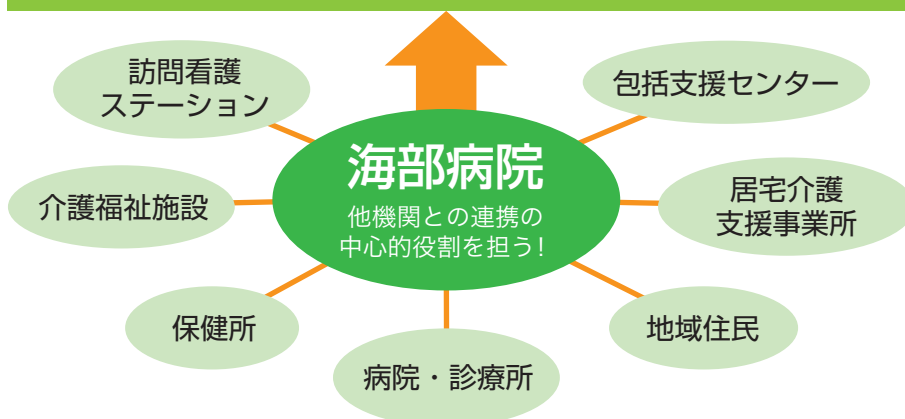 訪問看護
ステーション
包括支援センター
海部病院
他機関との連携の
中心的役割を担う!
介護福祉施設
居宅介護
支援事業所
保健所
地域住民
病院・診療所